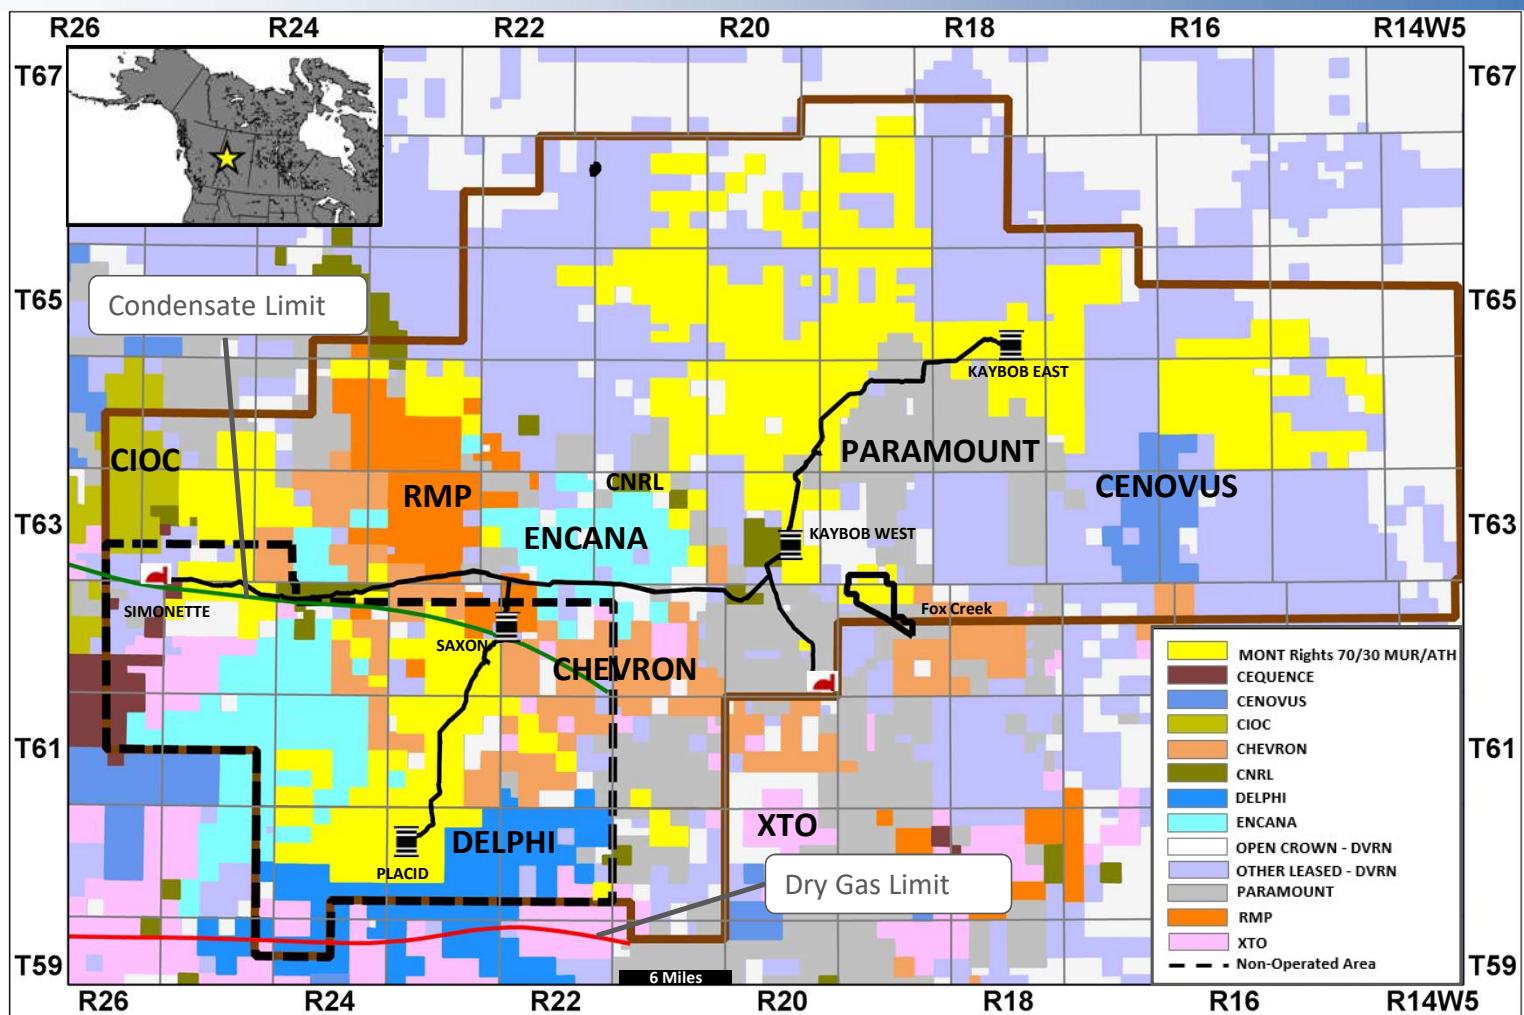 R26 R24 R22 R20 R18 R16 R14W5
T67 T67
T65 T65
Condensate Limit
KAYBOB EAST
PARAMOUNT
CIOC
CNRL
RMP
CENOVUS
T63 T63
ENCANA
KAYBOB WEST
SIMONETTE
Fox Creek
SAXON
CHEVRON
T61 T61
XTO
DELPHI
PLACID
Dry Gas Limit
MONT Rights 70/30 MUR/ATH
CEQUENCE
CENOVUS
CIOC
CHEVRON
CNRL
DELPHI
ENCANA
OPEN CROWN - DVRN
OTHER LEASED - DVRN
PARAMOUNT
RMP
XTO
Non-Operated Area
T59 T59
6 Miles
R26 R24 R22 R20 R18 R16 R14W5